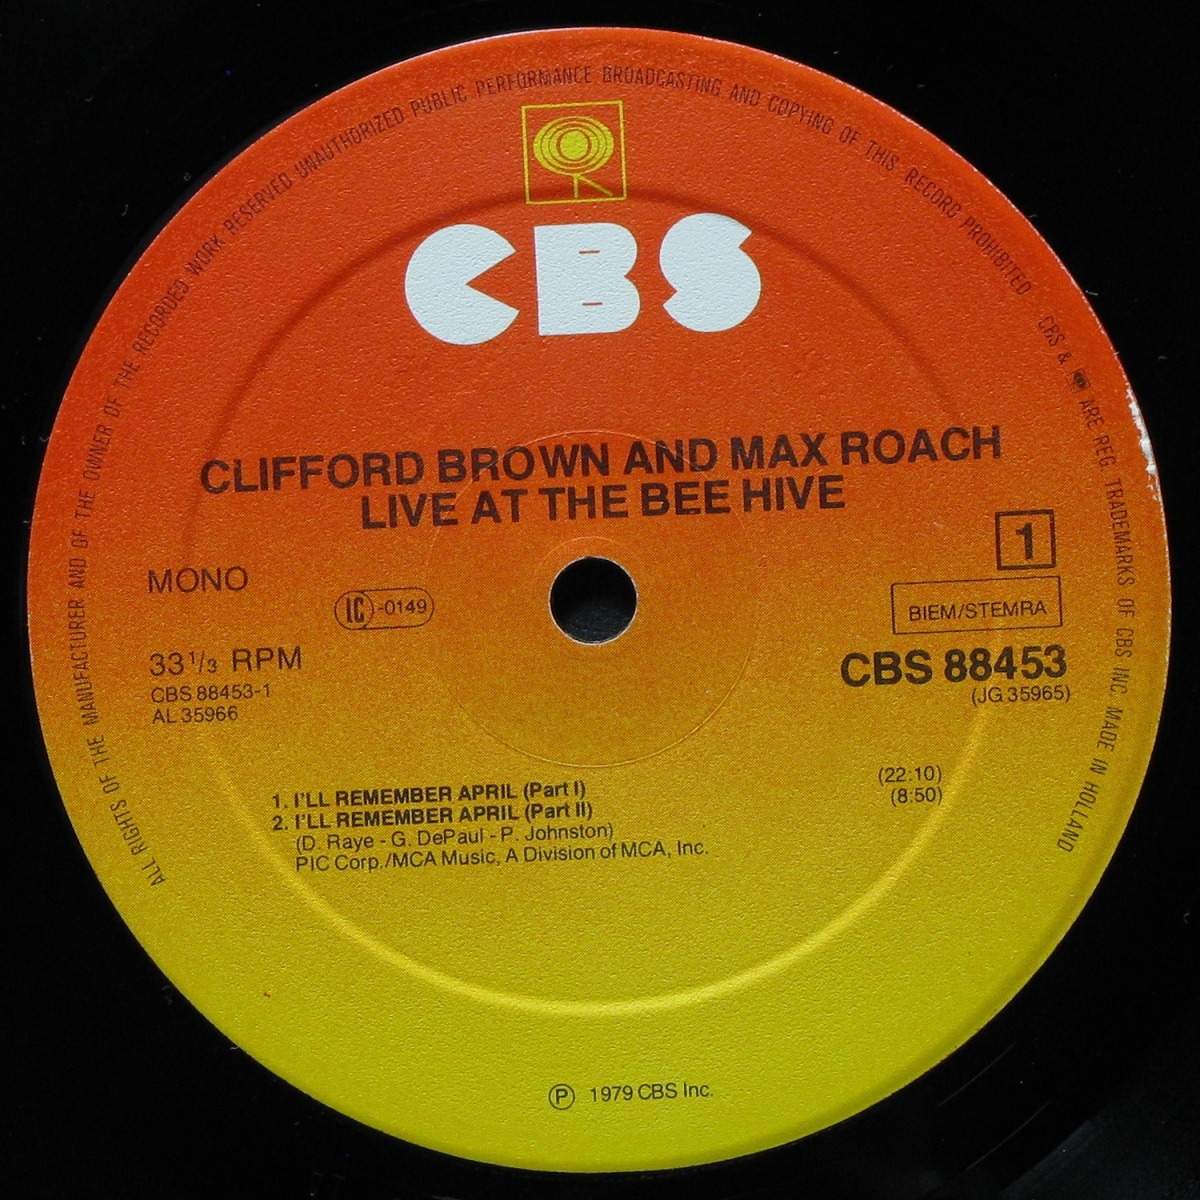 ALL RIGHTS OF THE MANUFACTURER AND OF THE OWNER OF THE RECORDED WORK RESERVED UNAUTHORIZED PUBLIC PERFORMANCE BROADCASTING AND COPYING OF THIS RECORD PROHIBITED
CBS & ARE REG. TRADEMARKS OF CBS INC. MADE IN HOLLAND
CBS
CLIFFORD BROWN AND MAX ROACH
LIVE AT THE BEE HIVE
1
MONO
LC-0149
BIEM/STEMRA
33 1/3 RPM
CBS 88453
CBS 88453-1
(JG 35965)
AL 35966
1. I'LL REMEMBER APRIL (Part I) (22:10)
2. I'LL REMEMBER APRIL (Part II) (8:50)
(D. Raye - G. DePaul - P. Johnston)
PIC Corp./MCA Music, A Division of MCA, Inc.
Ⓟ 1979 CBS Inc.